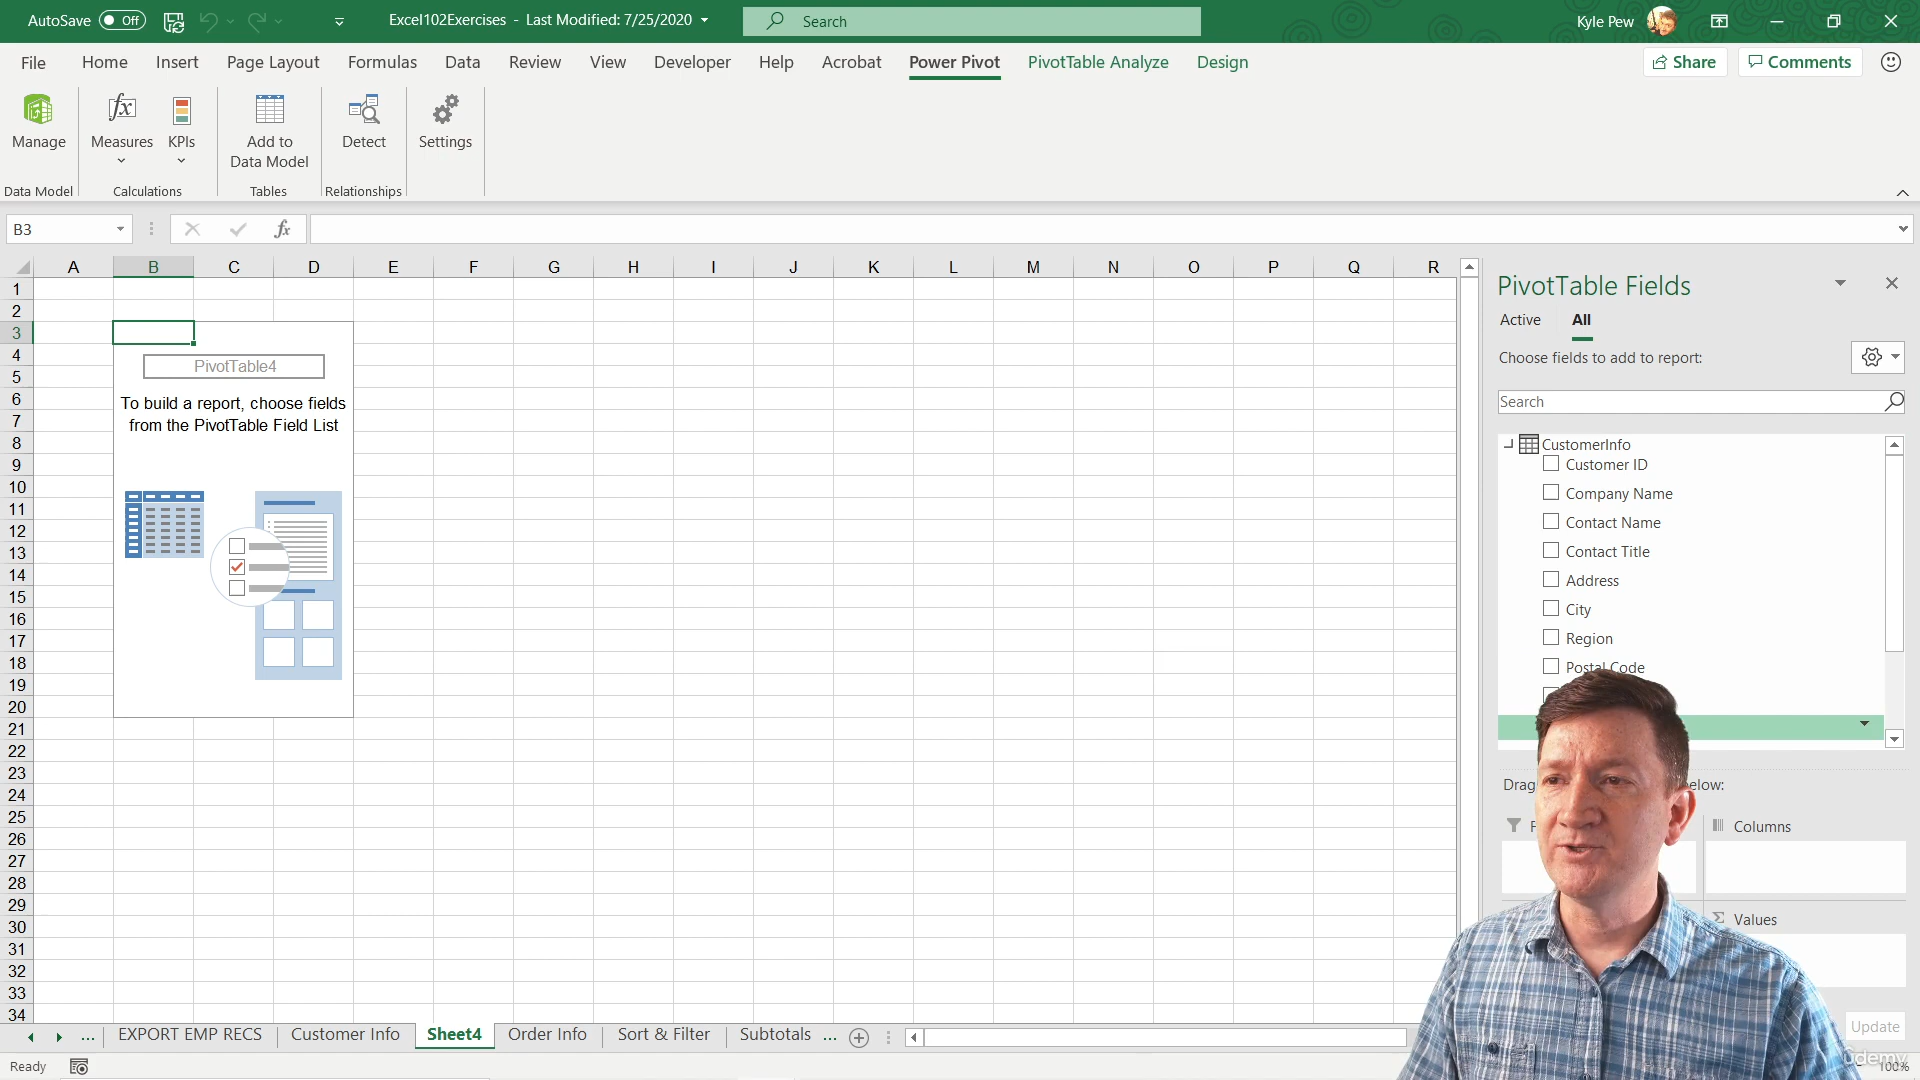 AutoSave Off Excel102Exercises - Last Modified: 7/25/2020 Search Kyle Pew
File Home Insert Page Layout Formulas Data Review View Developer Help Acrobat Power Pivot PivotTable Analyze Design Share Comments
Manage Measures KPIs Add to Data Model Detect Settings
Data Model Calculations Tables Relationships
B3 fx
A B C D E F G H I J K L M N O P Q R
1
2
3
4
5
6
7
8
9
10
11
12
13
14
15
16
17
18
19
20
21
22
23
24
25
26
27
28
29
30
31
32
33
34
PivotTable4
To build a report, choose fields
from the PivotTable Field List
PivotTable Fields
Active All
Choose fields to add to report:
Search
CustomerInfo
Customer ID
Company Name
Contact Name
Contact Title
Address
City
Region
Postal Code
Drag elow:
F Columns
Σ Values
Update
... EXPORT EMP RECS Customer Info Sheet4 Order Info Sort & Filter Subtotals ...
Ready 100%
Udemy